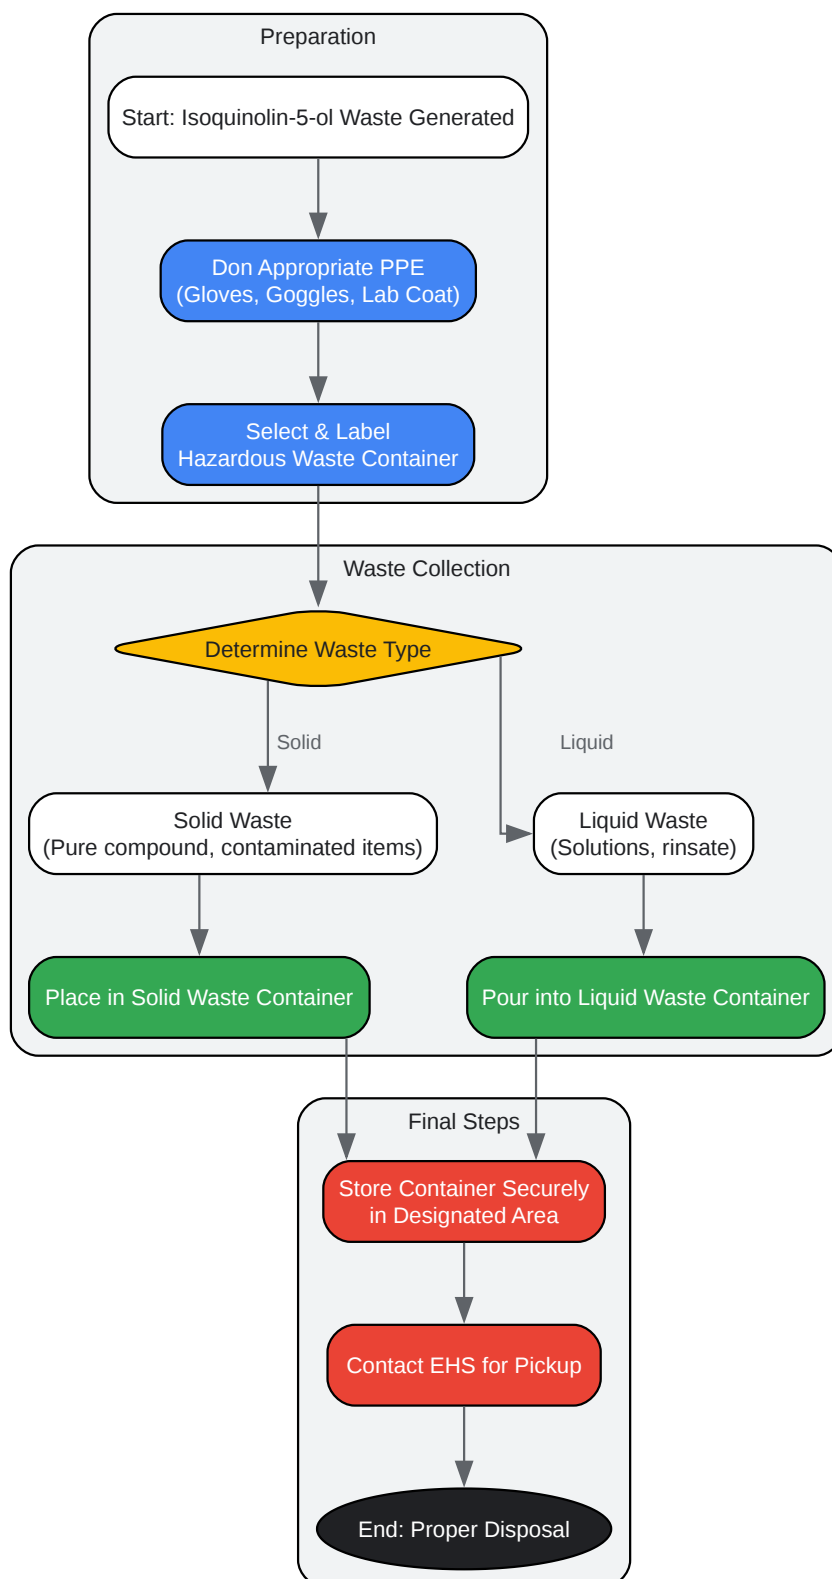 Preparation
Start: Isoquinolin-5-ol Waste Generated
Don Appropriate PPE
(Gloves, Goggles, Lab Coat)
Select & Label
Hazardous Waste Container
Waste Collection
Determine Waste Type
Solid
Liquid
Solid Waste
(Pure compound, contaminated items)
Liquid Waste
(Solutions, rinsate)
Place in Solid Waste Container
Pour into Liquid Waste Container
Final Steps
Store Container Securely
in Designated Area
Contact EHS for Pickup
End: Proper Disposal